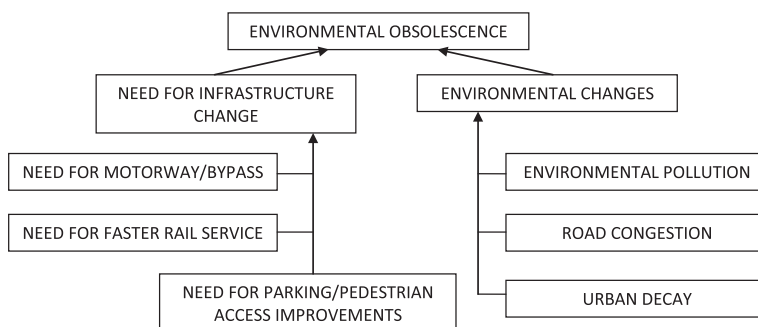 ENVIRONMENTAL OBSOLESCENCE
NEED FOR INFRASTRUCTURE
CHANGE
ENVIRONMENTAL CHANGES
NEED FOR MOTORWAY/BYPASS
ENVIRONMENTAL POLLUTION
NEED FOR FASTER RAIL SERVICE
ROAD CONGESTION
NEED FOR PARKING/PEDESTRIAN
ACCESS IMPROVEMENTS
URBAN DECAY